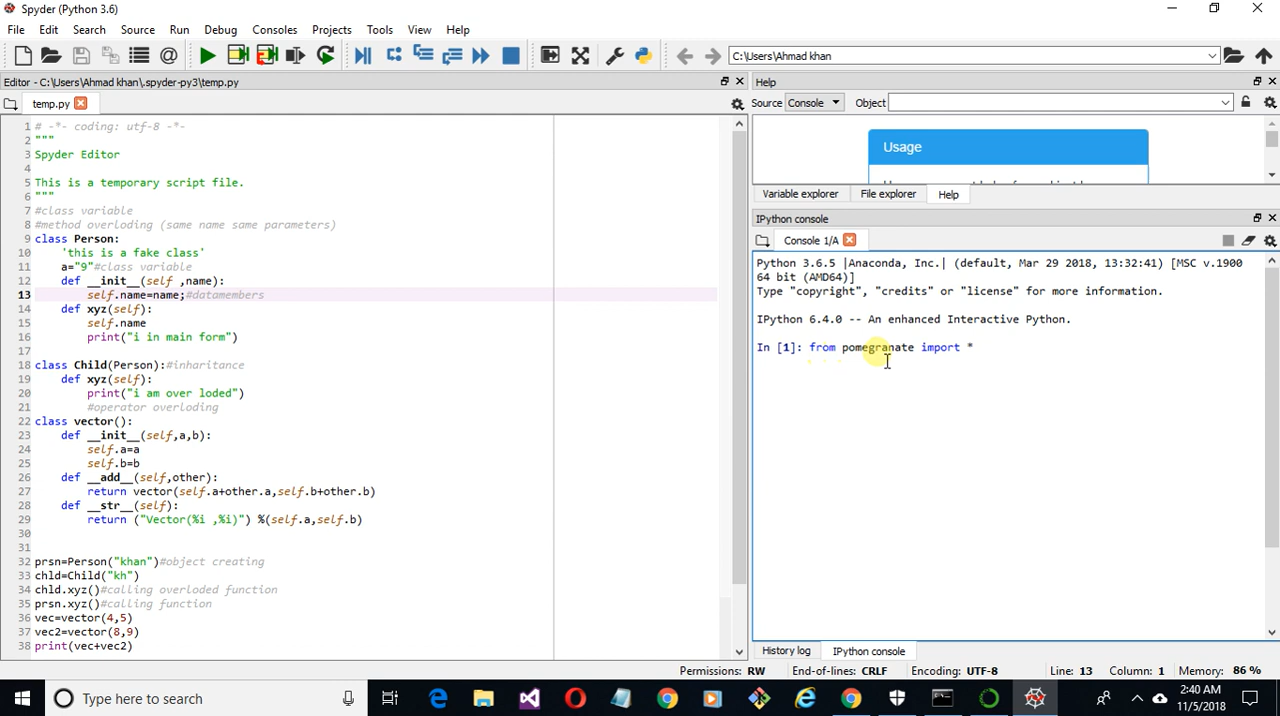 Spyder (Python 3.6)
File Edit Search Source Run Debug Consoles Projects Tools View Help
C:\Users\Ahmad khan
Editor - C:\Users\Ahmad khan\.spyder-py3\temp.py
temp.py
1 # -*- coding: utf-8 -*-
2 """
3 Spyder Editor
4
5 This is a temporary script file.
6 """
7 #class variable
8 #method overloding (same name same parameters)
9 class Person:
10 'this is a fake class'
11 a="9"#class variable
12 def __init__(self ,name):
13 self.name=name;#datamembers
14 def xyz(self):
15 self.name
16 print("i in main form")
17
18 class Child(Person):#inharitance
19 def xyz(self):
20 print("i am over loded")
21 #operator overloding
22 class vector():
23 def __init__(self,a,b):
24 self.a=a
25 self.b=b
26 def __add__(self,other):
27 return vector(self.a+other.a,self.b+other.b)
28 def __str__(self):
29 return ("Vector(%i ,%i)") %(self.a,self.b)
30
31
32 prsn=Person("khan")#object creating
33 chld=Child("kh")
34 chld.xyz()#calling overloded function
35 prsn.xyz()#calling function
36 vec=vector(4,5)
37 vec2=vector(8,9)
38 print(vec+vec2)
Help
Source Console Object
Usage
Variable explorer File explorer Help
IPython console
Console 1/A
Python 3.6.5 |Anaconda, Inc.| (default, Mar 29 2018, 13:32:41) [MSC v.1900
64 bit (AMD64)]
Type "copyright", "credits" or "license" for more information.
IPython 6.4.0 -- An enhanced Interactive Python.
In [1]: from pomegranate import *
History log IPython console
Permissions: RW End-of-lines: CRLF Encoding: UTF-8 Line: 13 Column: 1 Memory: 86 %
Type here to search
2:40 AM
11/5/2018